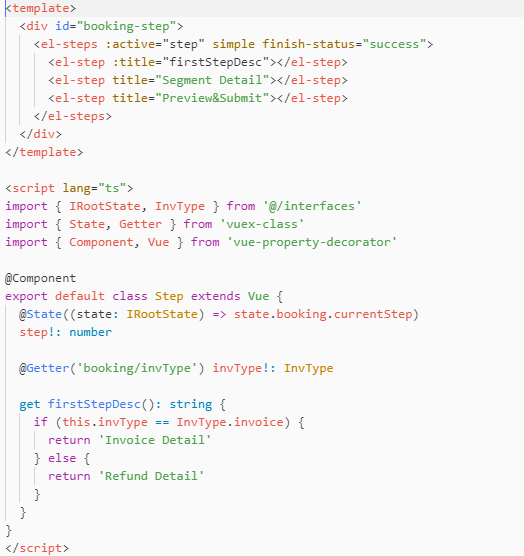 <template>
  <div id="booking-step">
    <el-steps :active="step" simple finish-status="success">
      <el-step :title="firstStepDesc"></el-step>
      <el-step title="Segment Detail"></el-step>
      <el-step title="Preview&Submit"></el-step>
    </el-steps>
  </div>
</template>

<script lang="ts">
import { IRootState, InvType } from '@/interfaces'
import { State, Getter } from 'vuex-class'
import { Component, Vue } from 'vue-property-decorator'

@Component
export default class Step extends Vue {
  @State((state: IRootState) => state.booking.currentStep)
  step!: number

  @Getter('booking/invType') invType!: InvType

  get firstStepDesc(): string {
    if (this.invType == InvType.invoice) {
      return 'Invoice Detail'
    } else {
      return 'Refund Detail'
    }
  }
}
</script>